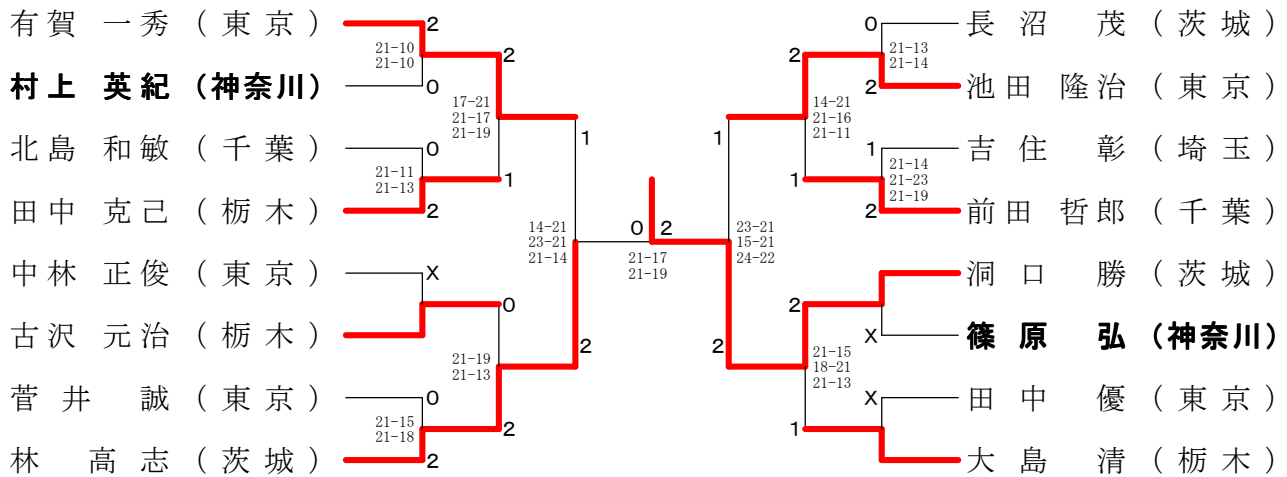 有賀 一秀 (東京) 2 0 長沼 茂 (茨城)
21-10 2 2 21-13
21-10 21-14
村上 英紀 (神奈川) 0 2 池田 隆治 (東京)
17-21 14-21
21-17 1 1 21-16
21-19 21-11
北島 和敏 (千葉) 0 1 吉住 彰 (埼玉)
21-11 21-14
21-13 1 1 21-23
21-19
田中 克己 (栃木) 2 2 前田 哲郎 (千葉)
14-21 0 2 23-21
23-21 15-21
21-14 21-17 24-22
21-19
中林 正俊 (東京) X 洞口 勝 (茨城)
0 2
古沢 元治 (栃木) X 篠原 弘 (神奈川)
21-19 2 2 21-15
21-13 18-21
21-13
菅井 誠 (東京) 0 X 田中 優 (東京)
21-15 2 1
21-18
林 高志 (茨城) 2 大島 清 (栃木)